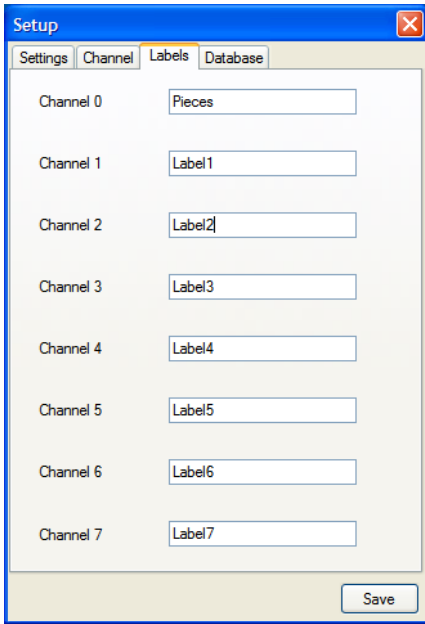 Setup
Settings Channel Labels Database
Channel 0 Pieces
Channel 1 Label1
Channel 2 Label2
Channel 3 Label3
Channel 4 Label4
Channel 5 Label5
Channel 6 Label6
Channel 7 Label7
Save